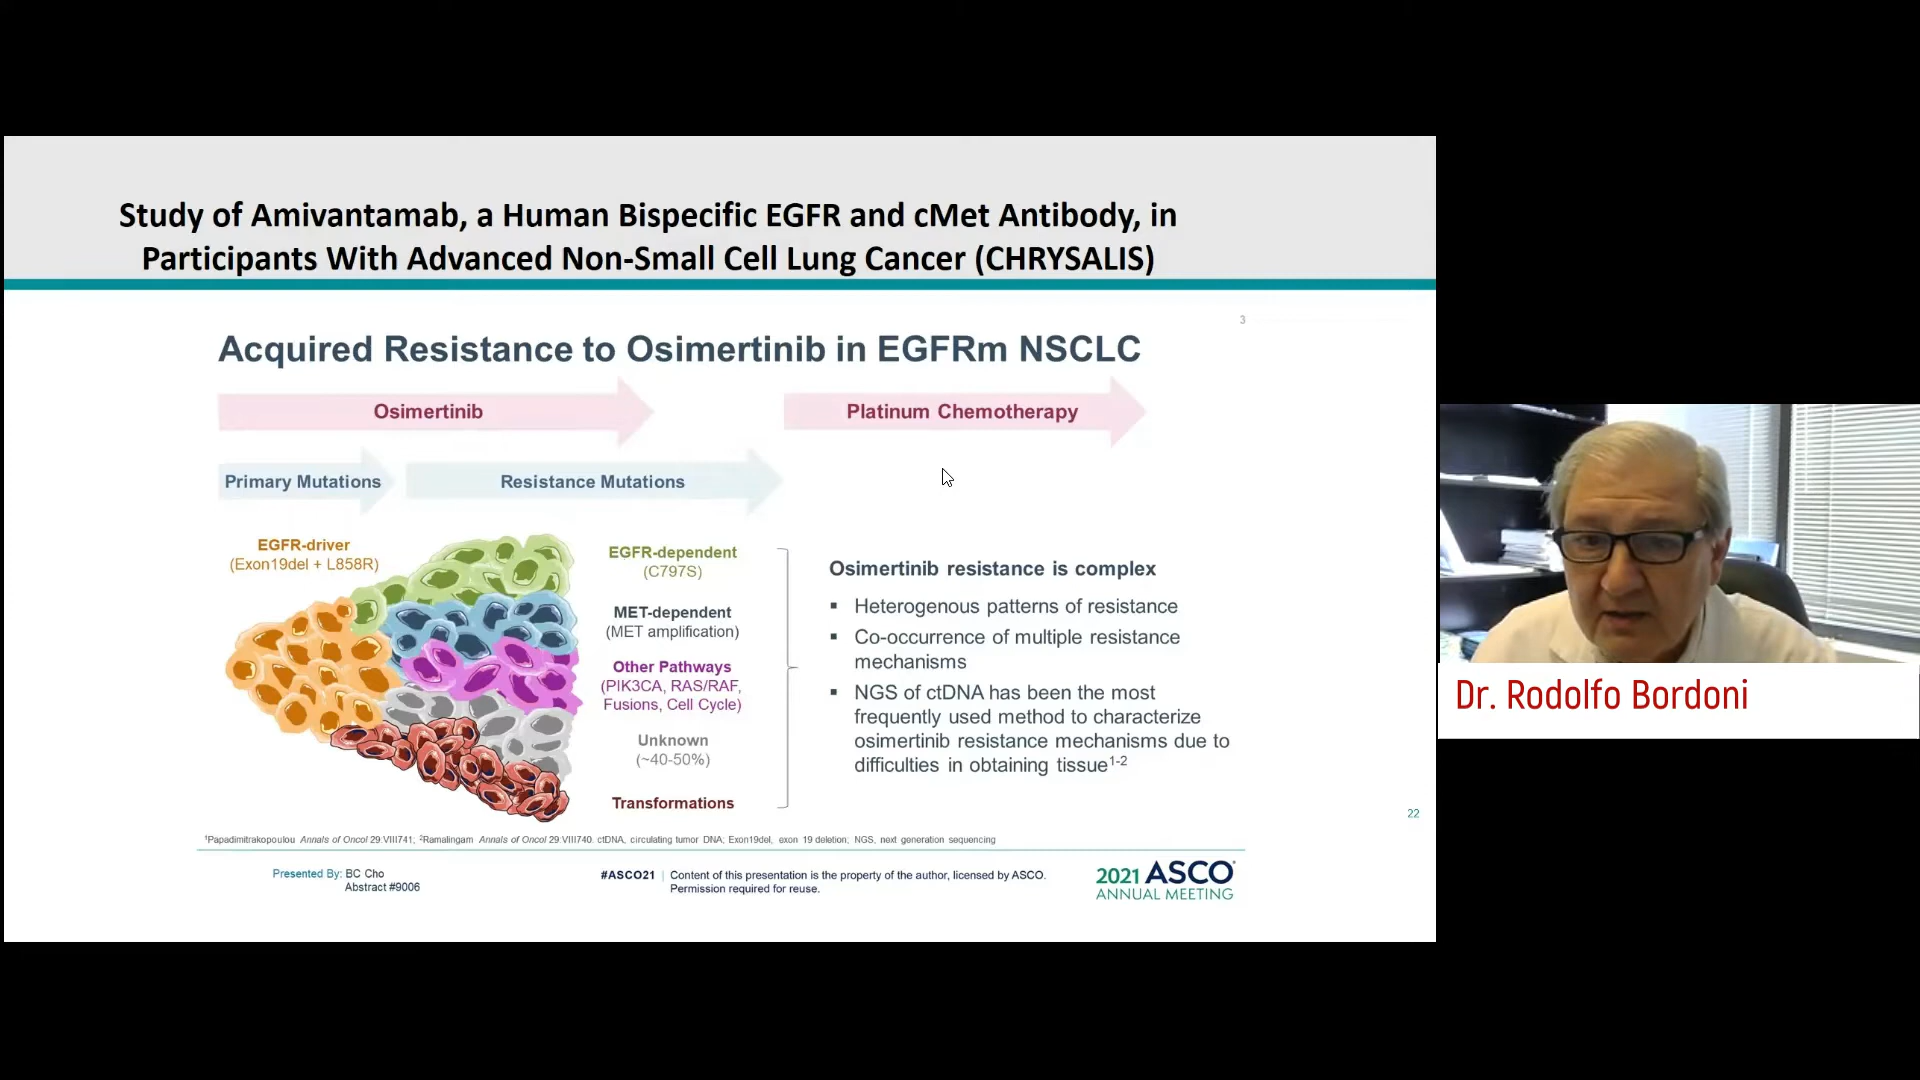 Study of Amivantamab, a Human Bispecific EGFR and cMet Antibody, in
Participants With Advanced Non-Small Cell Lung Cancer (CHRYSALIS)
3
Acquired Resistance to Osimertinib in EGFRm NSCLC
Osimertinib
Platinum Chemotherapy
Primary Mutations
Resistance Mutations
EGFR-driver
(Exon19del + L858R)
EGFR-dependent
(C797S)
MET-dependent
(MET amplification)
Other Pathways
(PIK3CA, RAS/RAF,
Fusions, Cell Cycle)
Unknown
(~40-50%)
Transformations
Osimertinib resistance is complex
▪ Heterogenous patterns of resistance
▪ Co-occurrence of multiple resistance
mechanisms
▪ NGS of ctDNA has been the most
frequently used method to characterize
osimertinib resistance mechanisms due to
difficulties in obtaining tissue1-2
Dr. Rodolfo Bordoni
22
1Papadimitrakopoulou Annals of Oncol 29:VIII741; 2Ramalingam Annals of Oncol 29:VIII740. ctDNA, circulating tumor DNA; Exon19del, exon 19 deletion; NGS, next generation sequencing
Presented By: BC Cho
Abstract #9006
#ASCO21 | Content of this presentation is the property of the author, licensed by ASCO.
Permission required for reuse.
2021 ASCO
ANNUAL MEETING